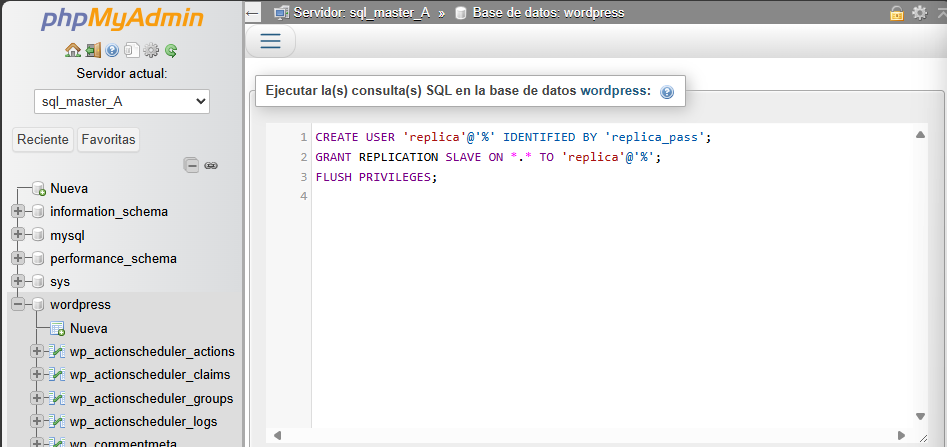 phpMyAdmin
Servidor actual:
sql_master_A
Reciente Favoritas
Nueva
information_schema
mysql
performance_schema
sys
wordpress
Nueva
wp_actionscheduler_actions
wp_actionscheduler_claims
wp_actionscheduler_groups
wp_actionscheduler_logs
wp_commentmeta
← Servidor: sql_master_A » Base de datos: wordpress
Ejecutar la(s) consulta(s) SQL en la base de datos wordpress:
1 CREATE USER 'replica'@'%' IDENTIFIED BY 'replica_pass';
2 GRANT REPLICATION SLAVE ON *.* TO 'replica'@'%';
3 FLUSH PRIVILEGES;
4